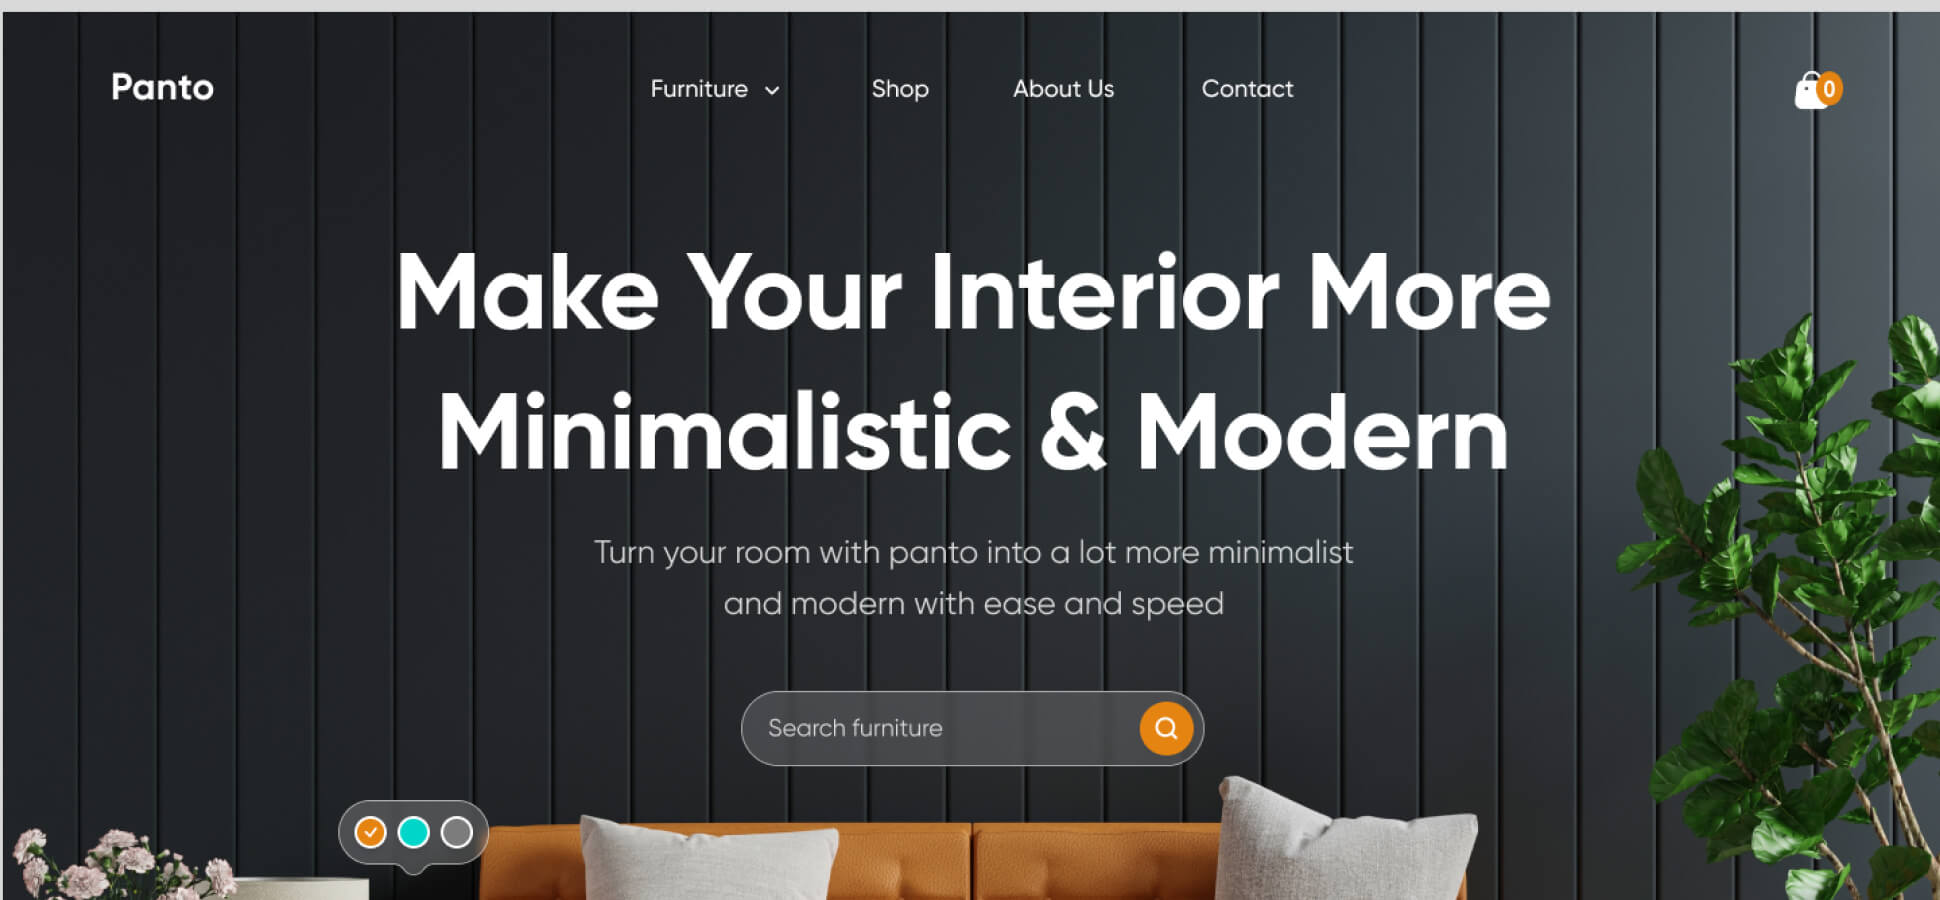 Panto
Furniture
Shop
About Us
Contact
0
Make Your Interior More
Minimalistic & Modern
Turn your room with panto into a lot more minimalist
and modern with ease and speed
Search furniture